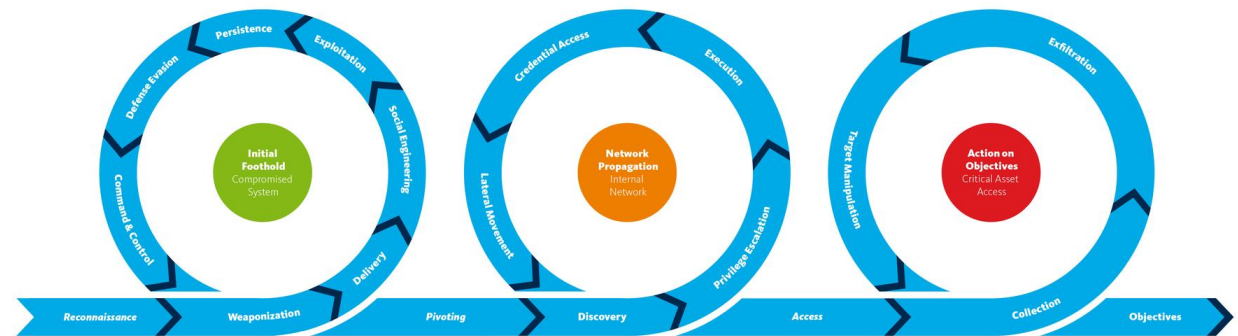 Reconnaissance
Weaponization
Delivery
Social Engineering
Exploitation
Persistence
Defense Evasion
Command & Control
Initial
Foothold
Compromised
System
Pivoting
Discovery
Privilege Escalation
Execution
Credential Access
Lateral Movement
Network
Propagation
Internal
Network
Access
Collection
Exfiltration
Target Manipulation
Action on
Objectives
Critical Asset
Access
Objectives